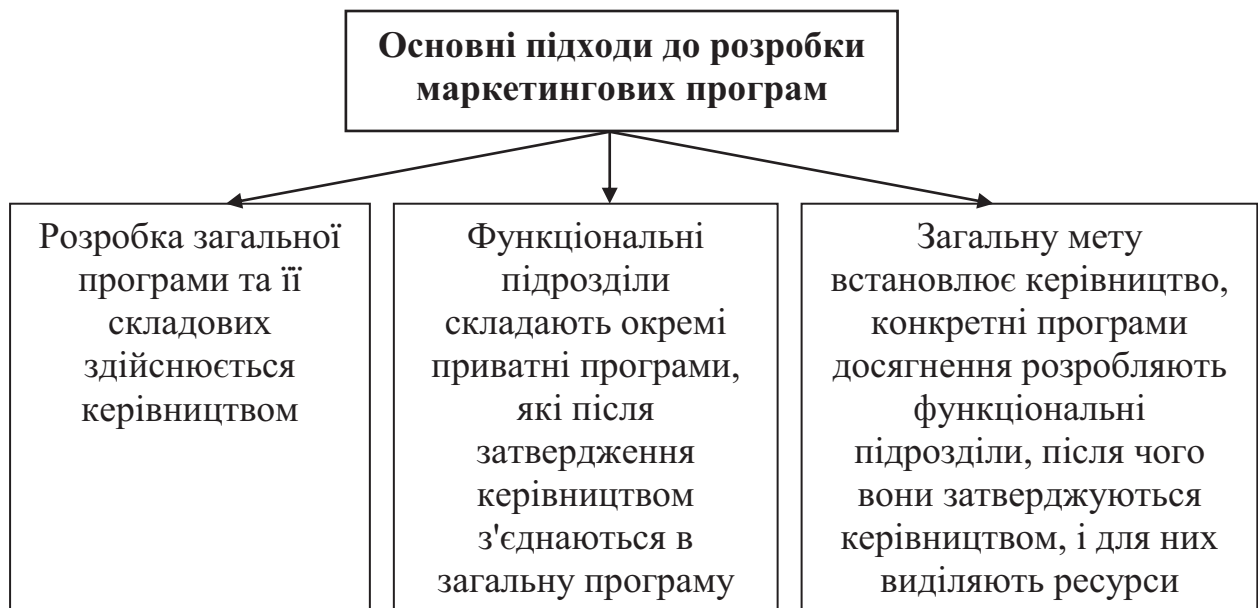 Основні підходи до розробки
маркетингових програм
Розробка загальної
програми та її
складових
здійснюється
керівництвом
Функціональні
підрозділи
складають окремі
приватні програми,
які після
затвердження
керівництвом
з'єднаються в
загальну програму
Загальну мету
встановлює керівництво,
конкретні програми
досягнення розробляють
функціональні
підрозділи, після чого
вони затверджуються
керівництвом, і для них
виділяють ресурси